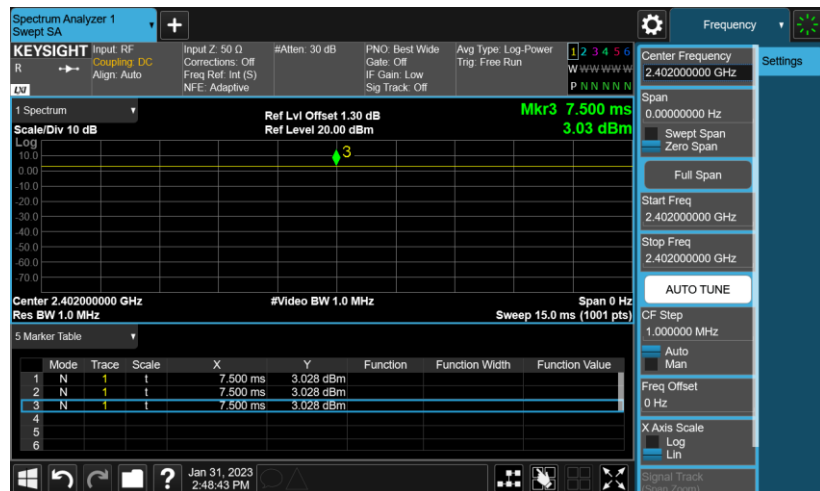 Spectrum Analyzer 1
Swept SA
Frequency
KEYSIGHT
R
LXI
Input: RF
Coupling: DC
Align: Auto
Input Z: 50 Ω
Corrections: Off
Freq Ref: Int (S)
NFE: Adaptive
#Atten: 30 dB
PNO: Best Wide
Gate: Off
IF Gain: Low
Sig Track: Off
Avg Type: Log-Power
Trig: Free Run
1 2 3 4 5 6
W W W W W W
P N N N N N
1 Spectrum
Scale/Div 10 dB
Ref Lvl Offset 1.30 dB
Ref Level 20.00 dBm
Mkr3 7.500 ms
3.03 dBm
Log
10.0
0.00
-10.0
-20.0
-30.0
-40.0
-50.0
-60.0
-70.0
3
Center 2.402000000 GHz
#Video BW 1.0 MHz
Span 0 Hz
Res BW 1.0 MHz
Sweep 15.0 ms (1001 pts)
5 Marker Table
Mode Trace Scale X Y Function Function Width Function Value
1 N 1 t 7.500 ms 3.028 dBm
2 N 1 t 7.500 ms 3.028 dBm
3 N 1 t 7.500 ms 3.028 dBm
4
5
6
?
Jan 31, 2023
2:48:43 PM
Center Frequency
2.402000000 GHz
Span
0.00000000 Hz
Swept Span
Zero Span
Full Span
Start Freq
2.402000000 GHz
Stop Freq
2.402000000 GHz
AUTO TUNE
CF Step
1.000000 MHz
Auto
Man
Freq Offset
0 Hz
X Axis Scale
Log
Lin
Signal Track
(Span Zoom)
Settings